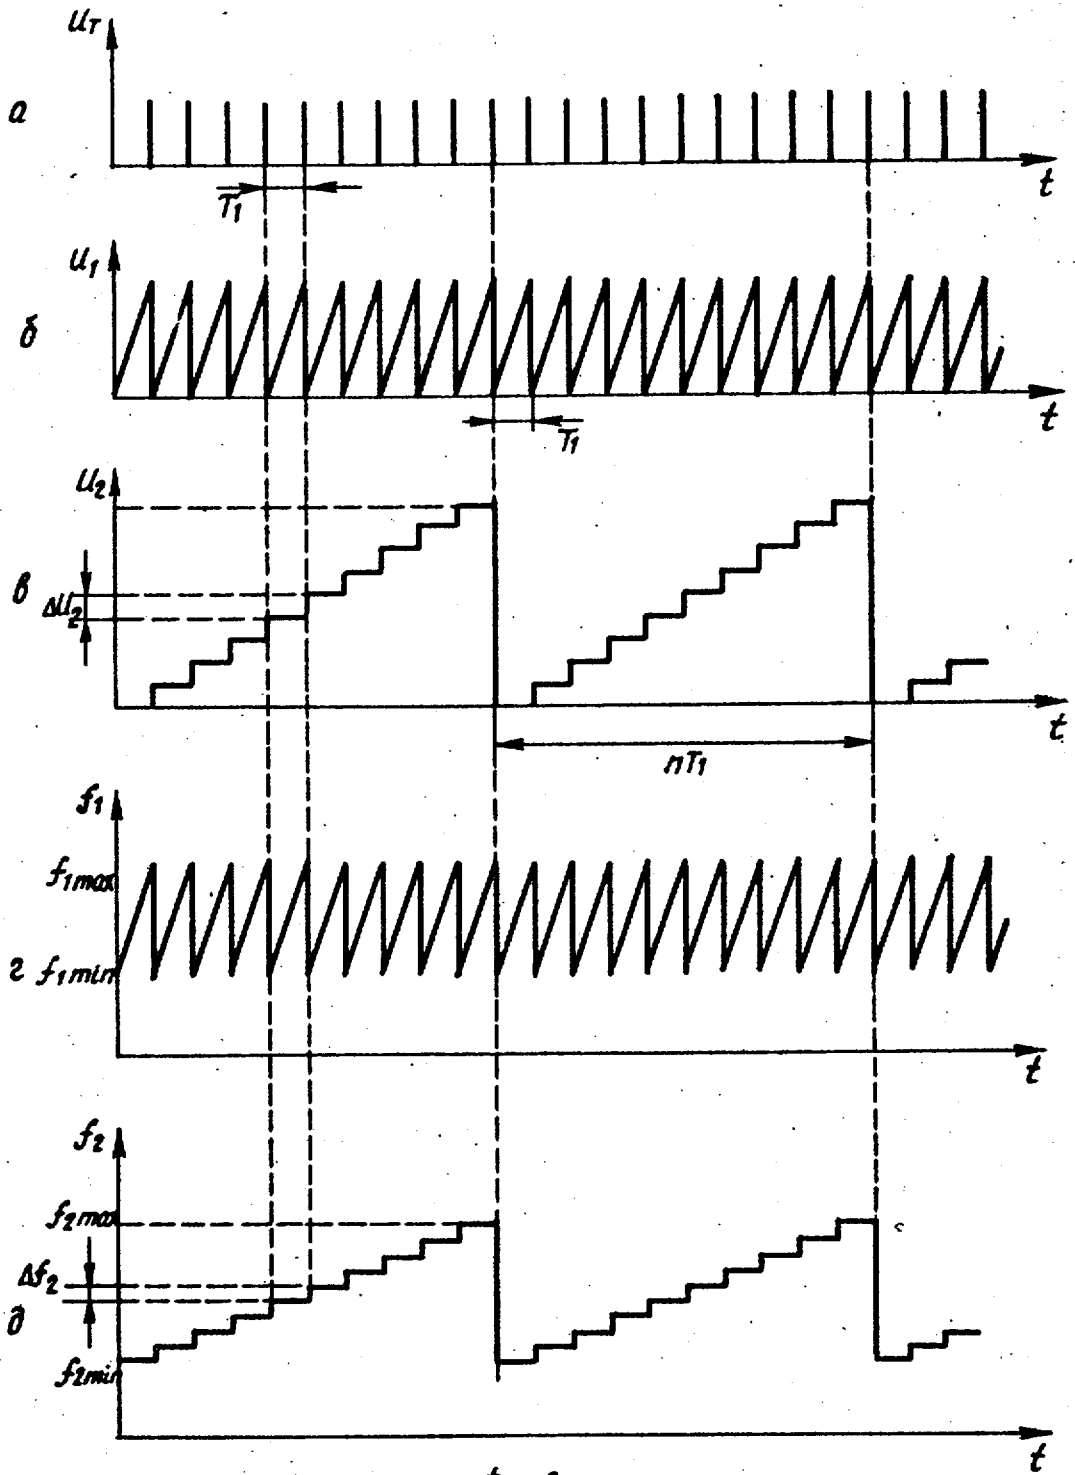 U_T
а
T_1
t
U_1
б
T_1
t
U_2
в
ΔU_2
t
nT_1
f_1
f_1max
г f_1min
t
f_2
f_2max
Δf_2
д
f_2min
t